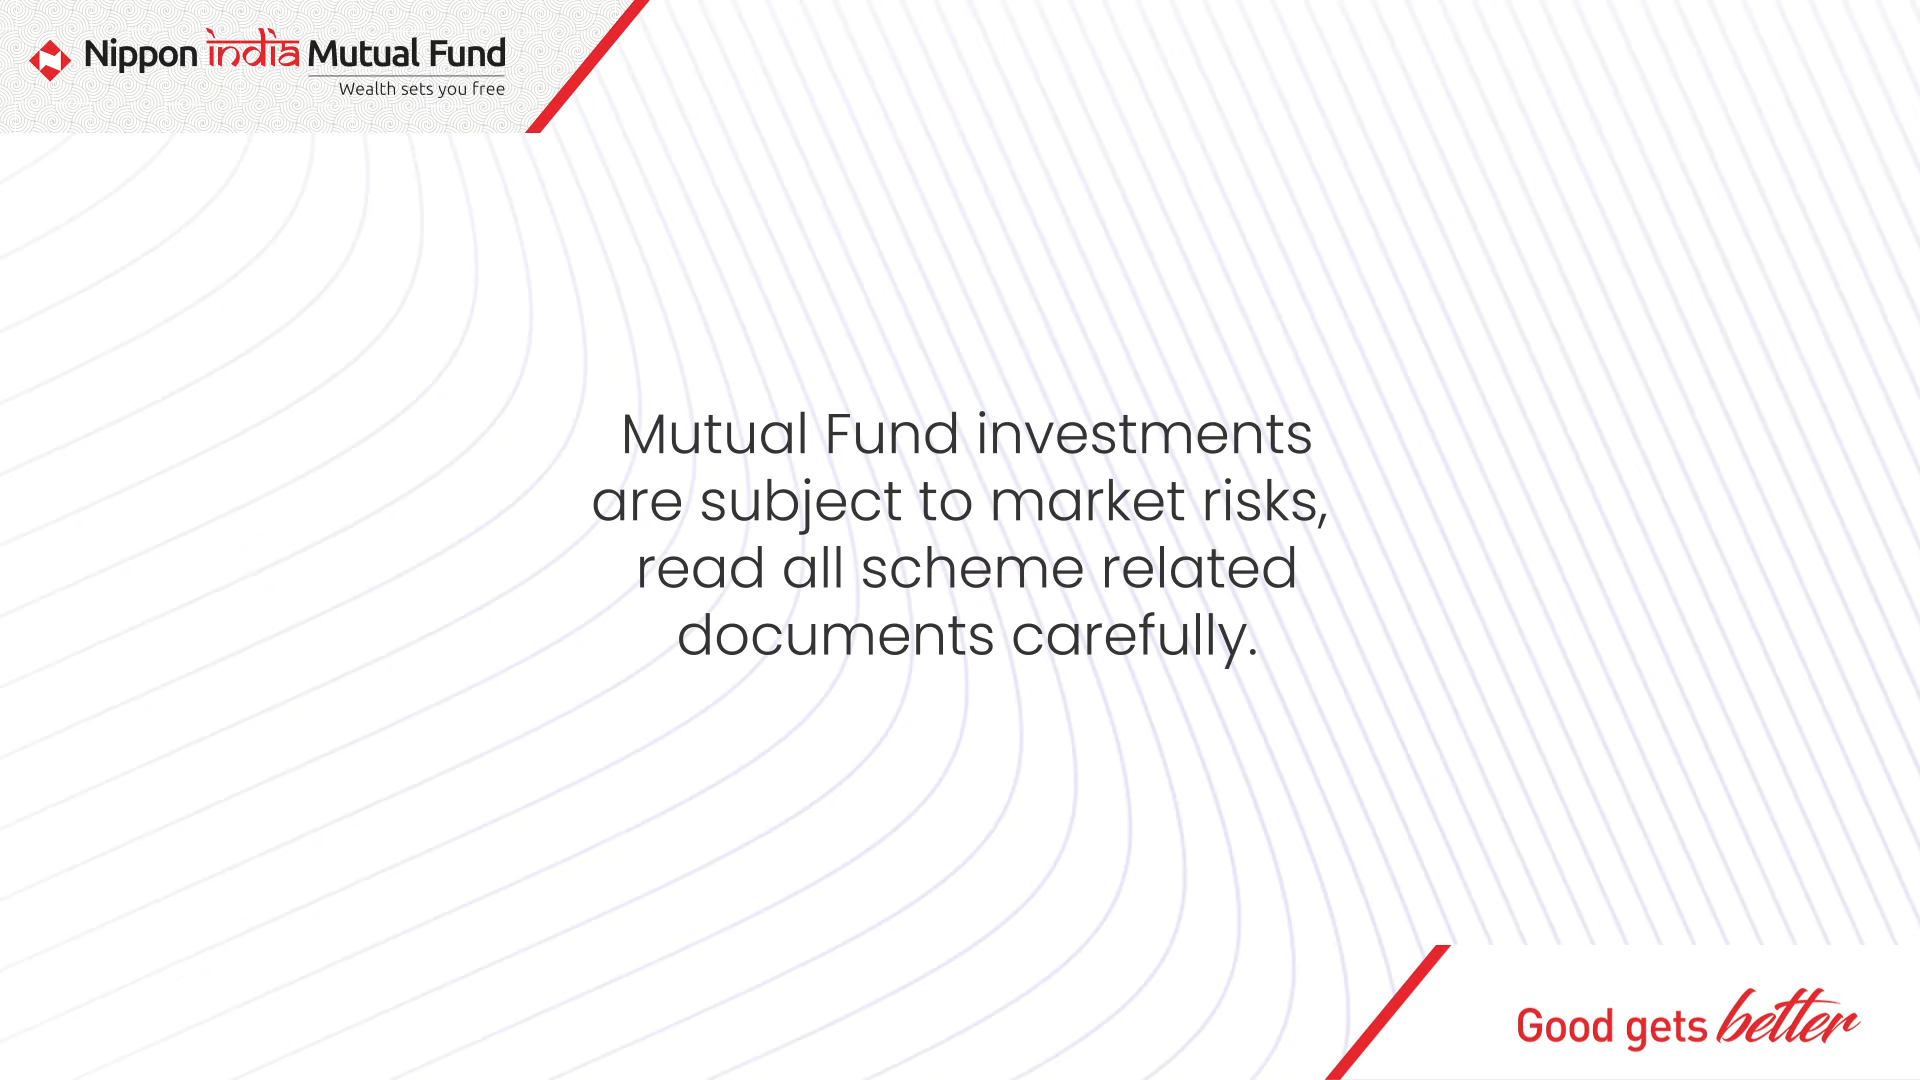 Nippon india Mutual Fund
Wealth sets you free
Mutual Fund investments
are subject to market risks,
read all scheme related
documents carefully.
Good gets better